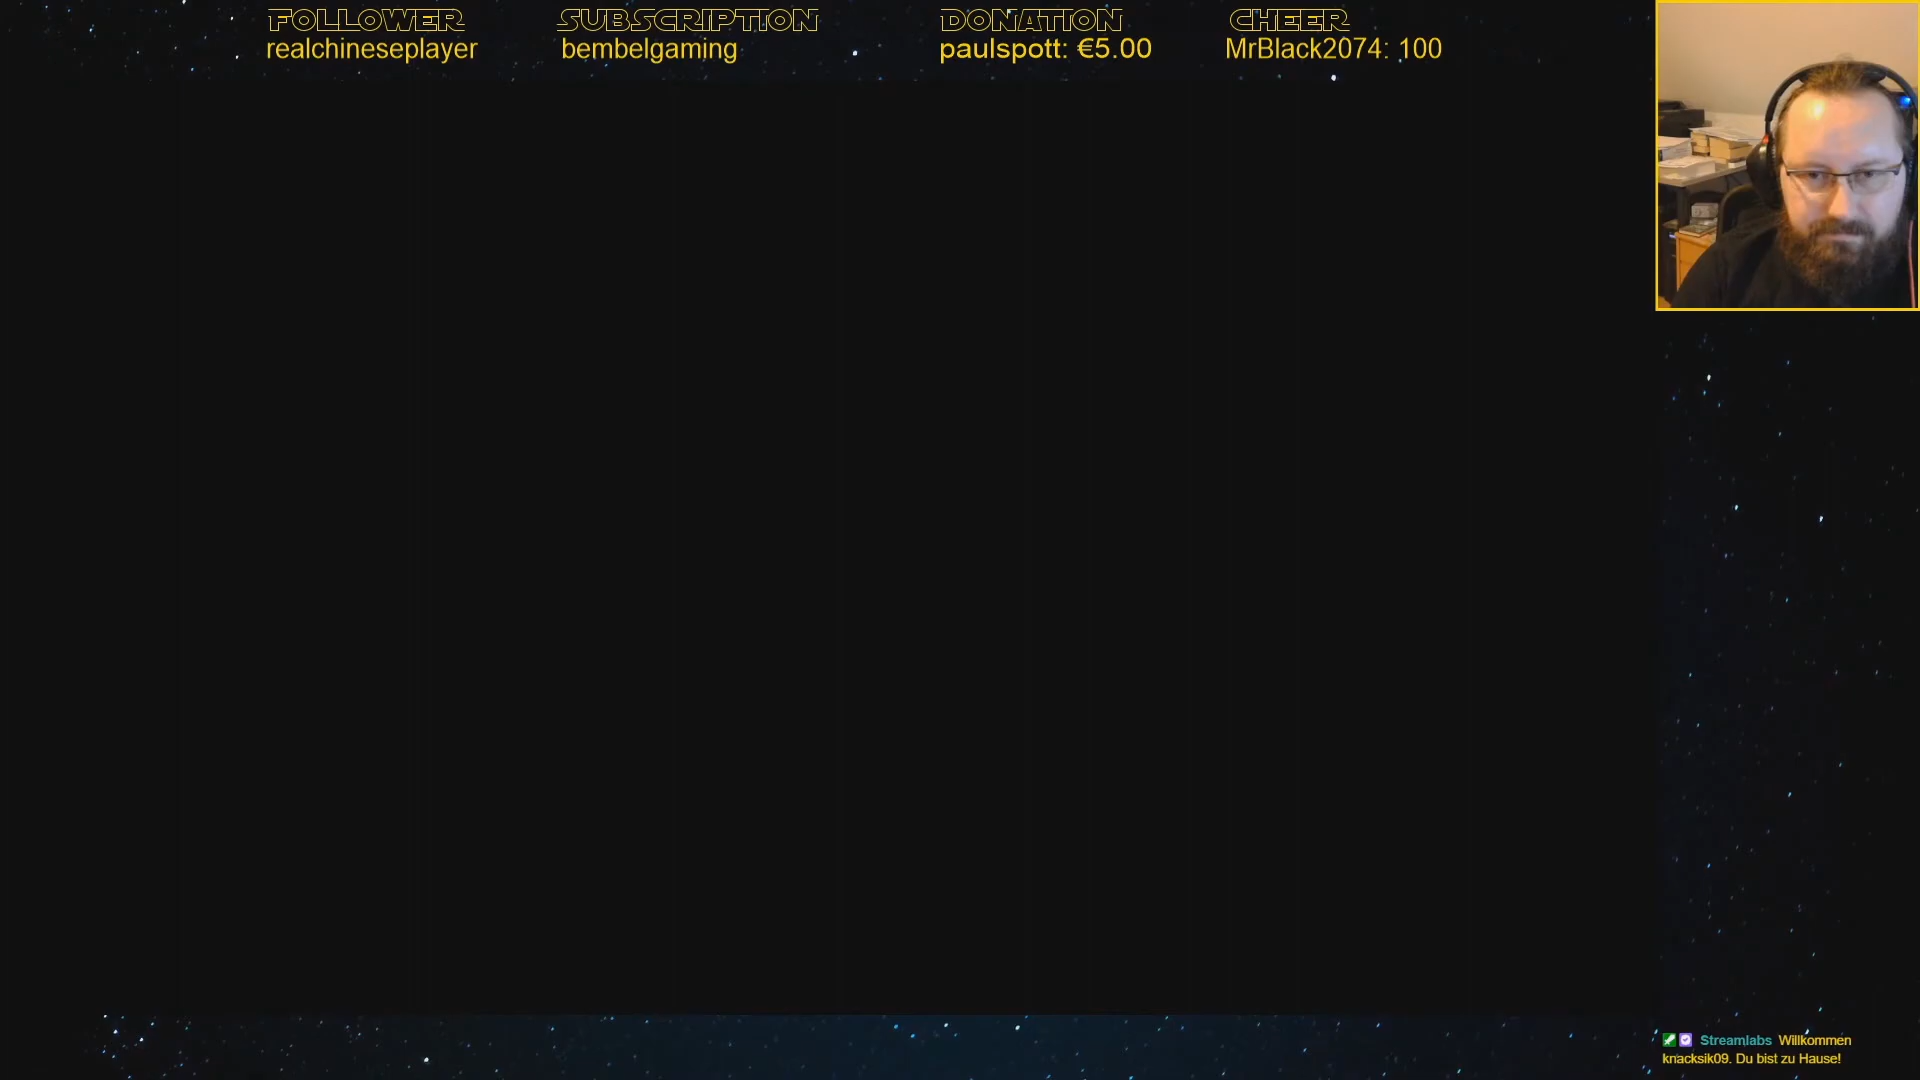 FOLLOWER SUBSCRIPTION DONATION CHEER
realchineseplayer bembelgaming paulspott: €5.00 MrBlack2074: 100
Streamlabs Willkommen
knacksik09. Du bist zu Hause!